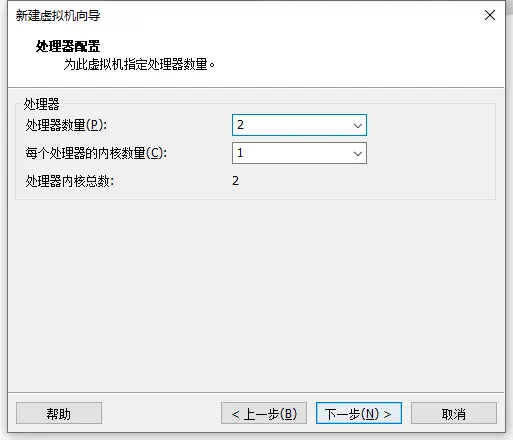 新建虚拟机向导
处理器配置
为此虚拟机指定处理器数量。
处理器
处理器数量(P): 2
每个处理器的内核数量(C): 1
处理器内核总数: 2
帮助 < 上一步(B) 下一步(N) > 取消